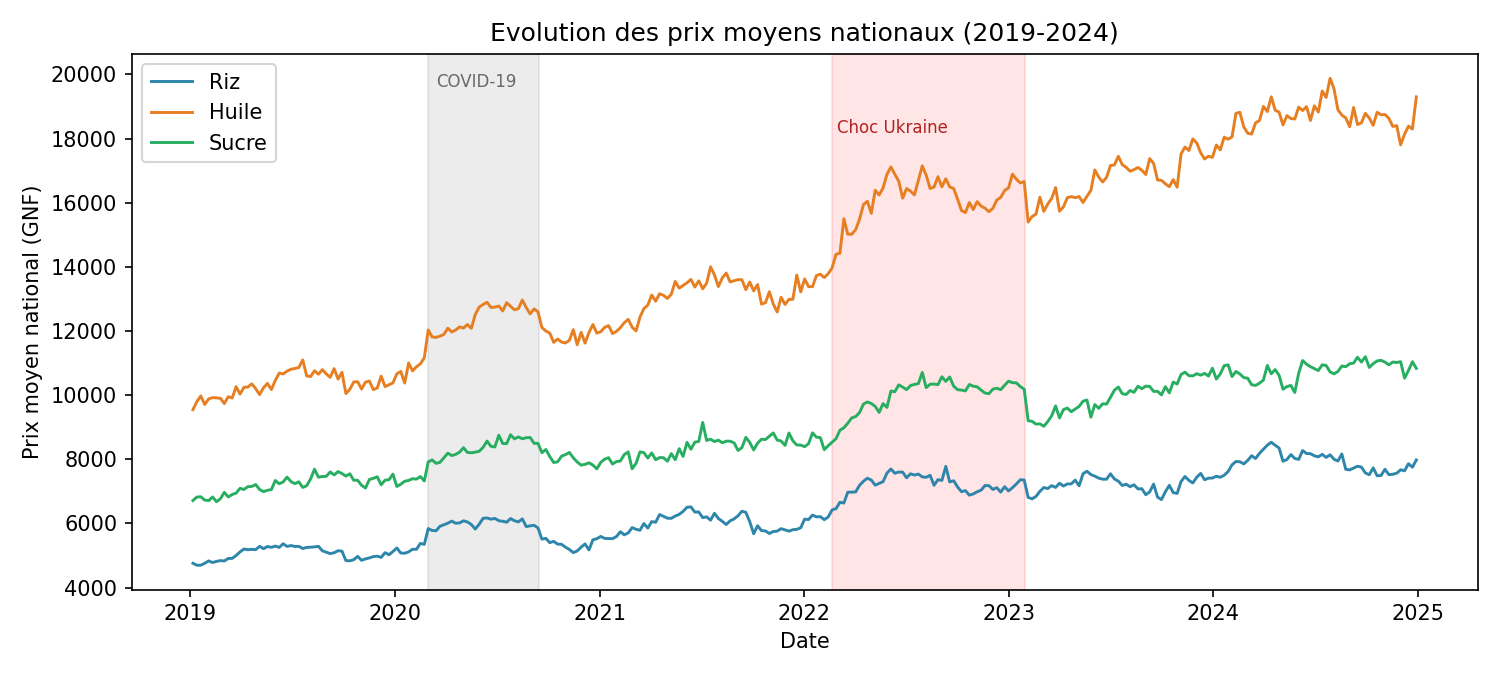 Evolution des prix moyens nationaux (2019-2024)
Riz
Huile
Sucre
COVID-19
Choc Ukraine
Prix moyen national (GNF)
20000
18000
16000
14000
12000
10000
8000
6000
4000
2019
2020
2021
2022
2023
2024
2025
Date